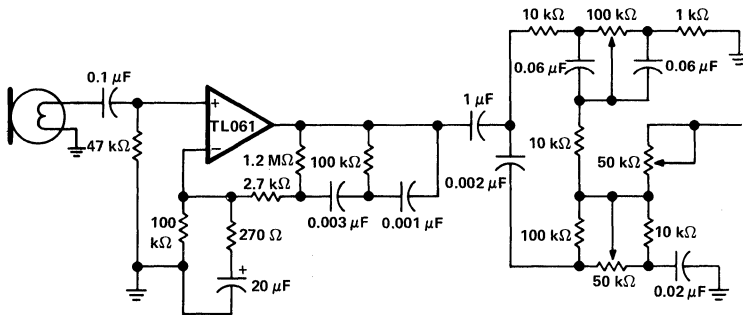 10 kΩ 100 kΩ 1 kΩ
0.06 μF 0.06 μF
0.1 μF
+
TL061
−
1 μF
47 kΩ
1.2 MΩ 100 kΩ
10 kΩ
50 kΩ
2.7 kΩ
0.002 μF
0.003 μF 0.001 μF
100
kΩ
270 Ω
100 kΩ 10 kΩ
+
20 μF
50 kΩ
0.02 μF